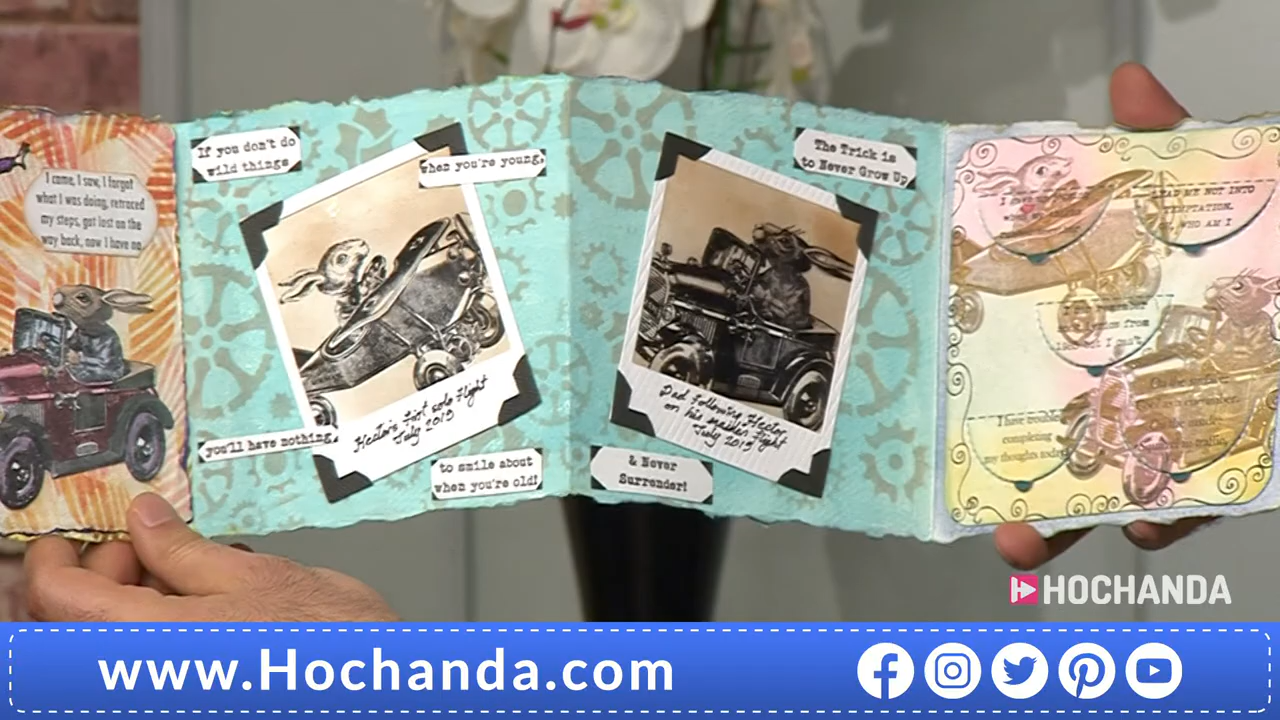 I came, I saw, I forgot
what I was doing, retraced
my steps, got lost on the
way back, now I have no
If you don't do
wild things
when you're young,
you'll have nothing
to smile about
when you're old!
Hector's first solo flight
July 2019
The Trick is
to Never Grow Up
Dad following Hector
on his maiden flight
July 2019
& Never
Surrender!
LEAD ME NOT INTO
TEMPTATION.
WHO AM I
from
I can't
I have
completing
my thoughts today
HOCHANDA
www.Hochanda.com